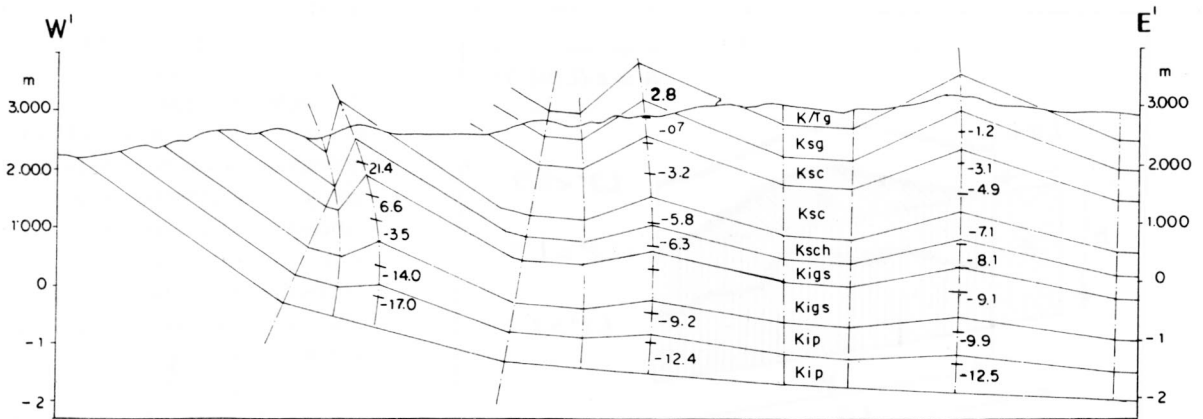 W' E'
m m
3.000 3.000
2.000 2.000
1'000 1.000
0 0
-1 -1
-2 -2
21.4
6.6
-35
-14.0
-17.0
2.8
-07
-3.2
-5.8
-6.3
-9.2
-12.4
K/Tg
Ksg
Ksc
Ksc
Ksch
Kigs
Kigs
Kip
Kip
-1.2
-3.1
-4.9
-7.1
-8.1
-9.1
-9.9
-12.5